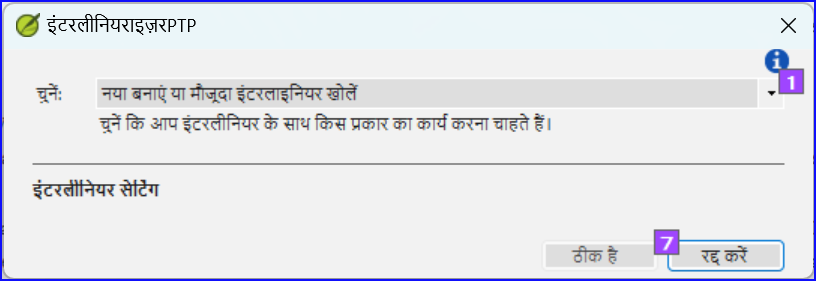 इंटरलीनियराइज़रPTP
चुनें: नया बनाएं या मौजूदा इंटरलाइनियर खोलें 1
चुनें कि आप इंटरलीनियर के साथ किस प्रकार का कार्य करना चाहते हैं।
इंटरलीनियर सेटिंग
ठीक है 7 रद्द करें